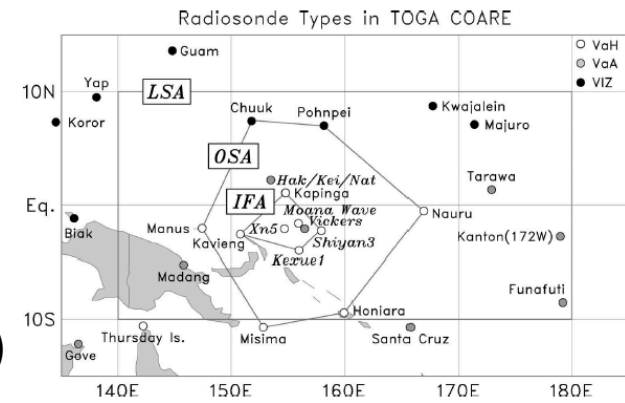 Radiosonde Types in TOGA COARE
VaH
VaA
VIZ
Guam
10N
Yap
LSA
Koror
Chuuk
Pohnpei
Kwajalein
Majuro
OSA
Hak/Kei/Nat
Tarawa
IFA
Kapinga
Eq.
Moana Wave
Nauru
Biak
Manus
Xn5
Vickers
Kavieng
Shiyan3
Kanton(172W)
Kexue1
Madang
Funafuti
10S
Honiara
Thursday Is.
Misima
Santa Cruz
Gove
140E 150E 160E 170E 180E
)